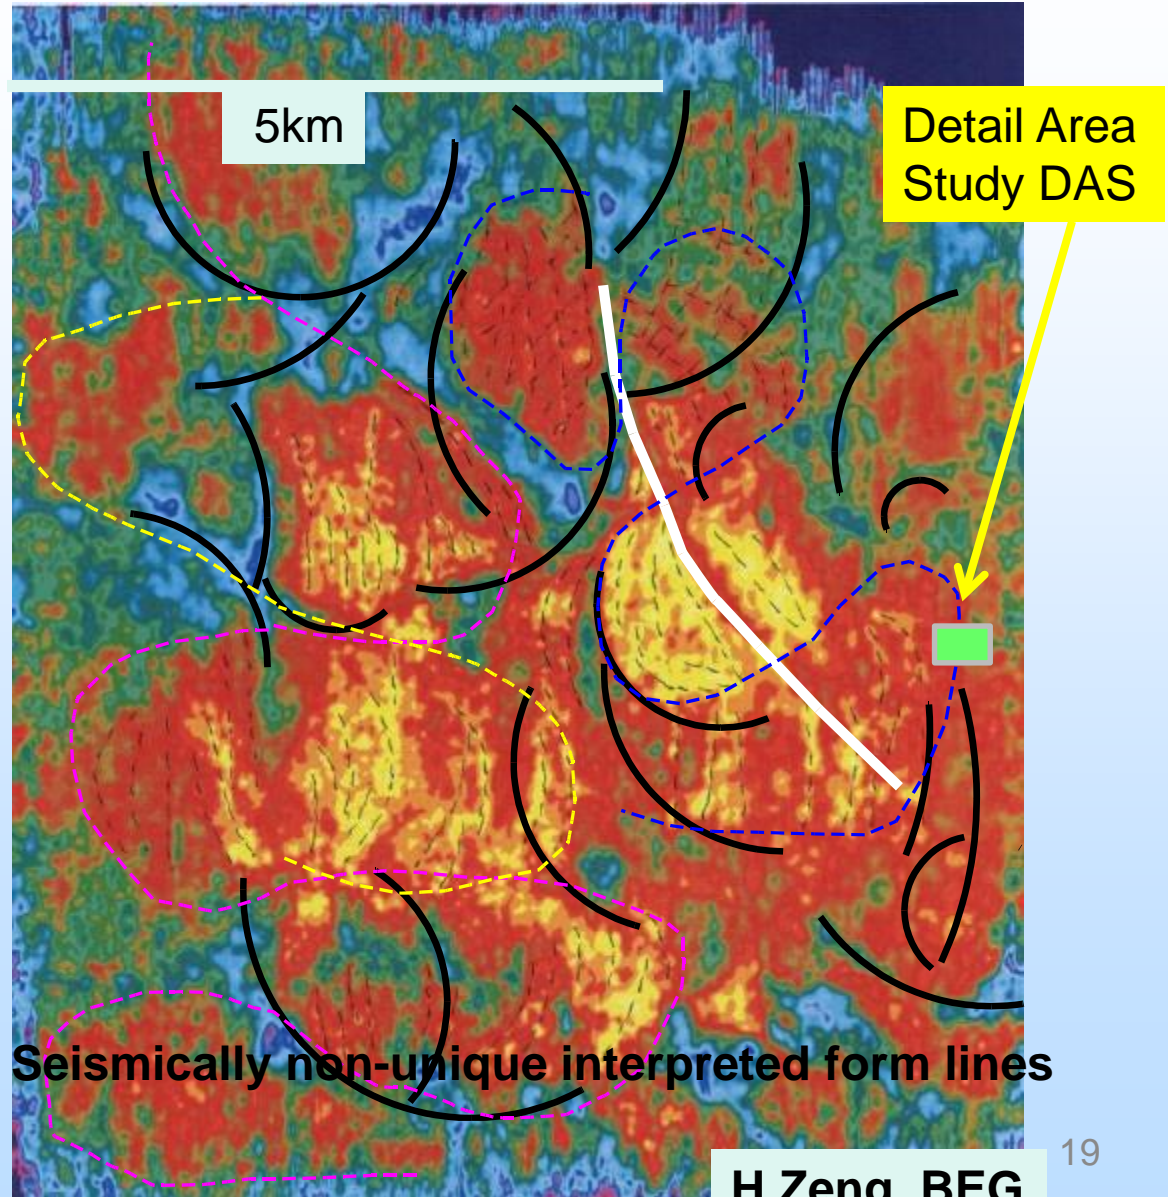 5km
Detail Area
Study DAS
Seismically non-unique interpreted form lines
H Zeng, BEG
19